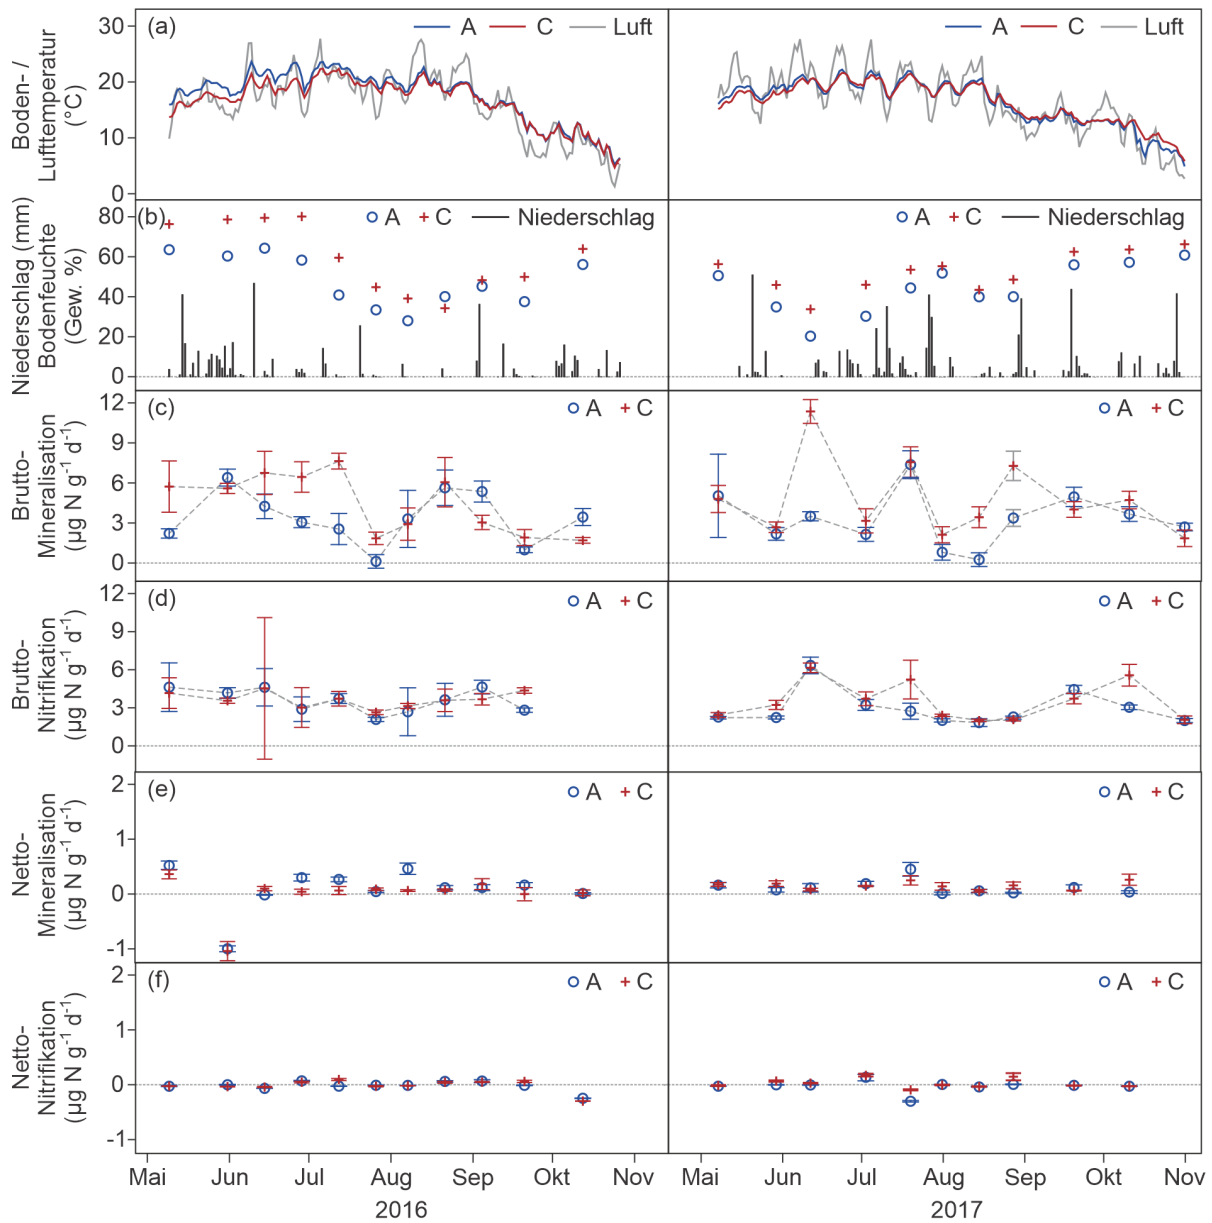 (a) A C Luft A C Luft
Boden- /
Lufttemperatur
(°C)
30
20
10
0
(b) A C Niederschlag A C Niederschlag
Niederschlag (mm)
Bodenfeuchte
(Gew. %)
80
60
40
20
0
(c) A C A C
Brutto-
Mineralisation
(µg N g⁻¹ d⁻¹)
12
9
6
3
0
(d) A C A C
Brutto-
Nitrifikation
(µg N g⁻¹ d⁻¹)
12
9
6
3
0
(e) A C A C
Netto-
Mineralisation
(µg N g⁻¹ d⁻¹)
2
1
0
-1
(f) A C A C
Netto-
Nitrifikation
(µg N g⁻¹ d⁻¹)
2
1
0
-1
Mai Jun Jul Aug Sep Okt Nov Mai Jun Jul Aug Sep Okt Nov
2016 2017